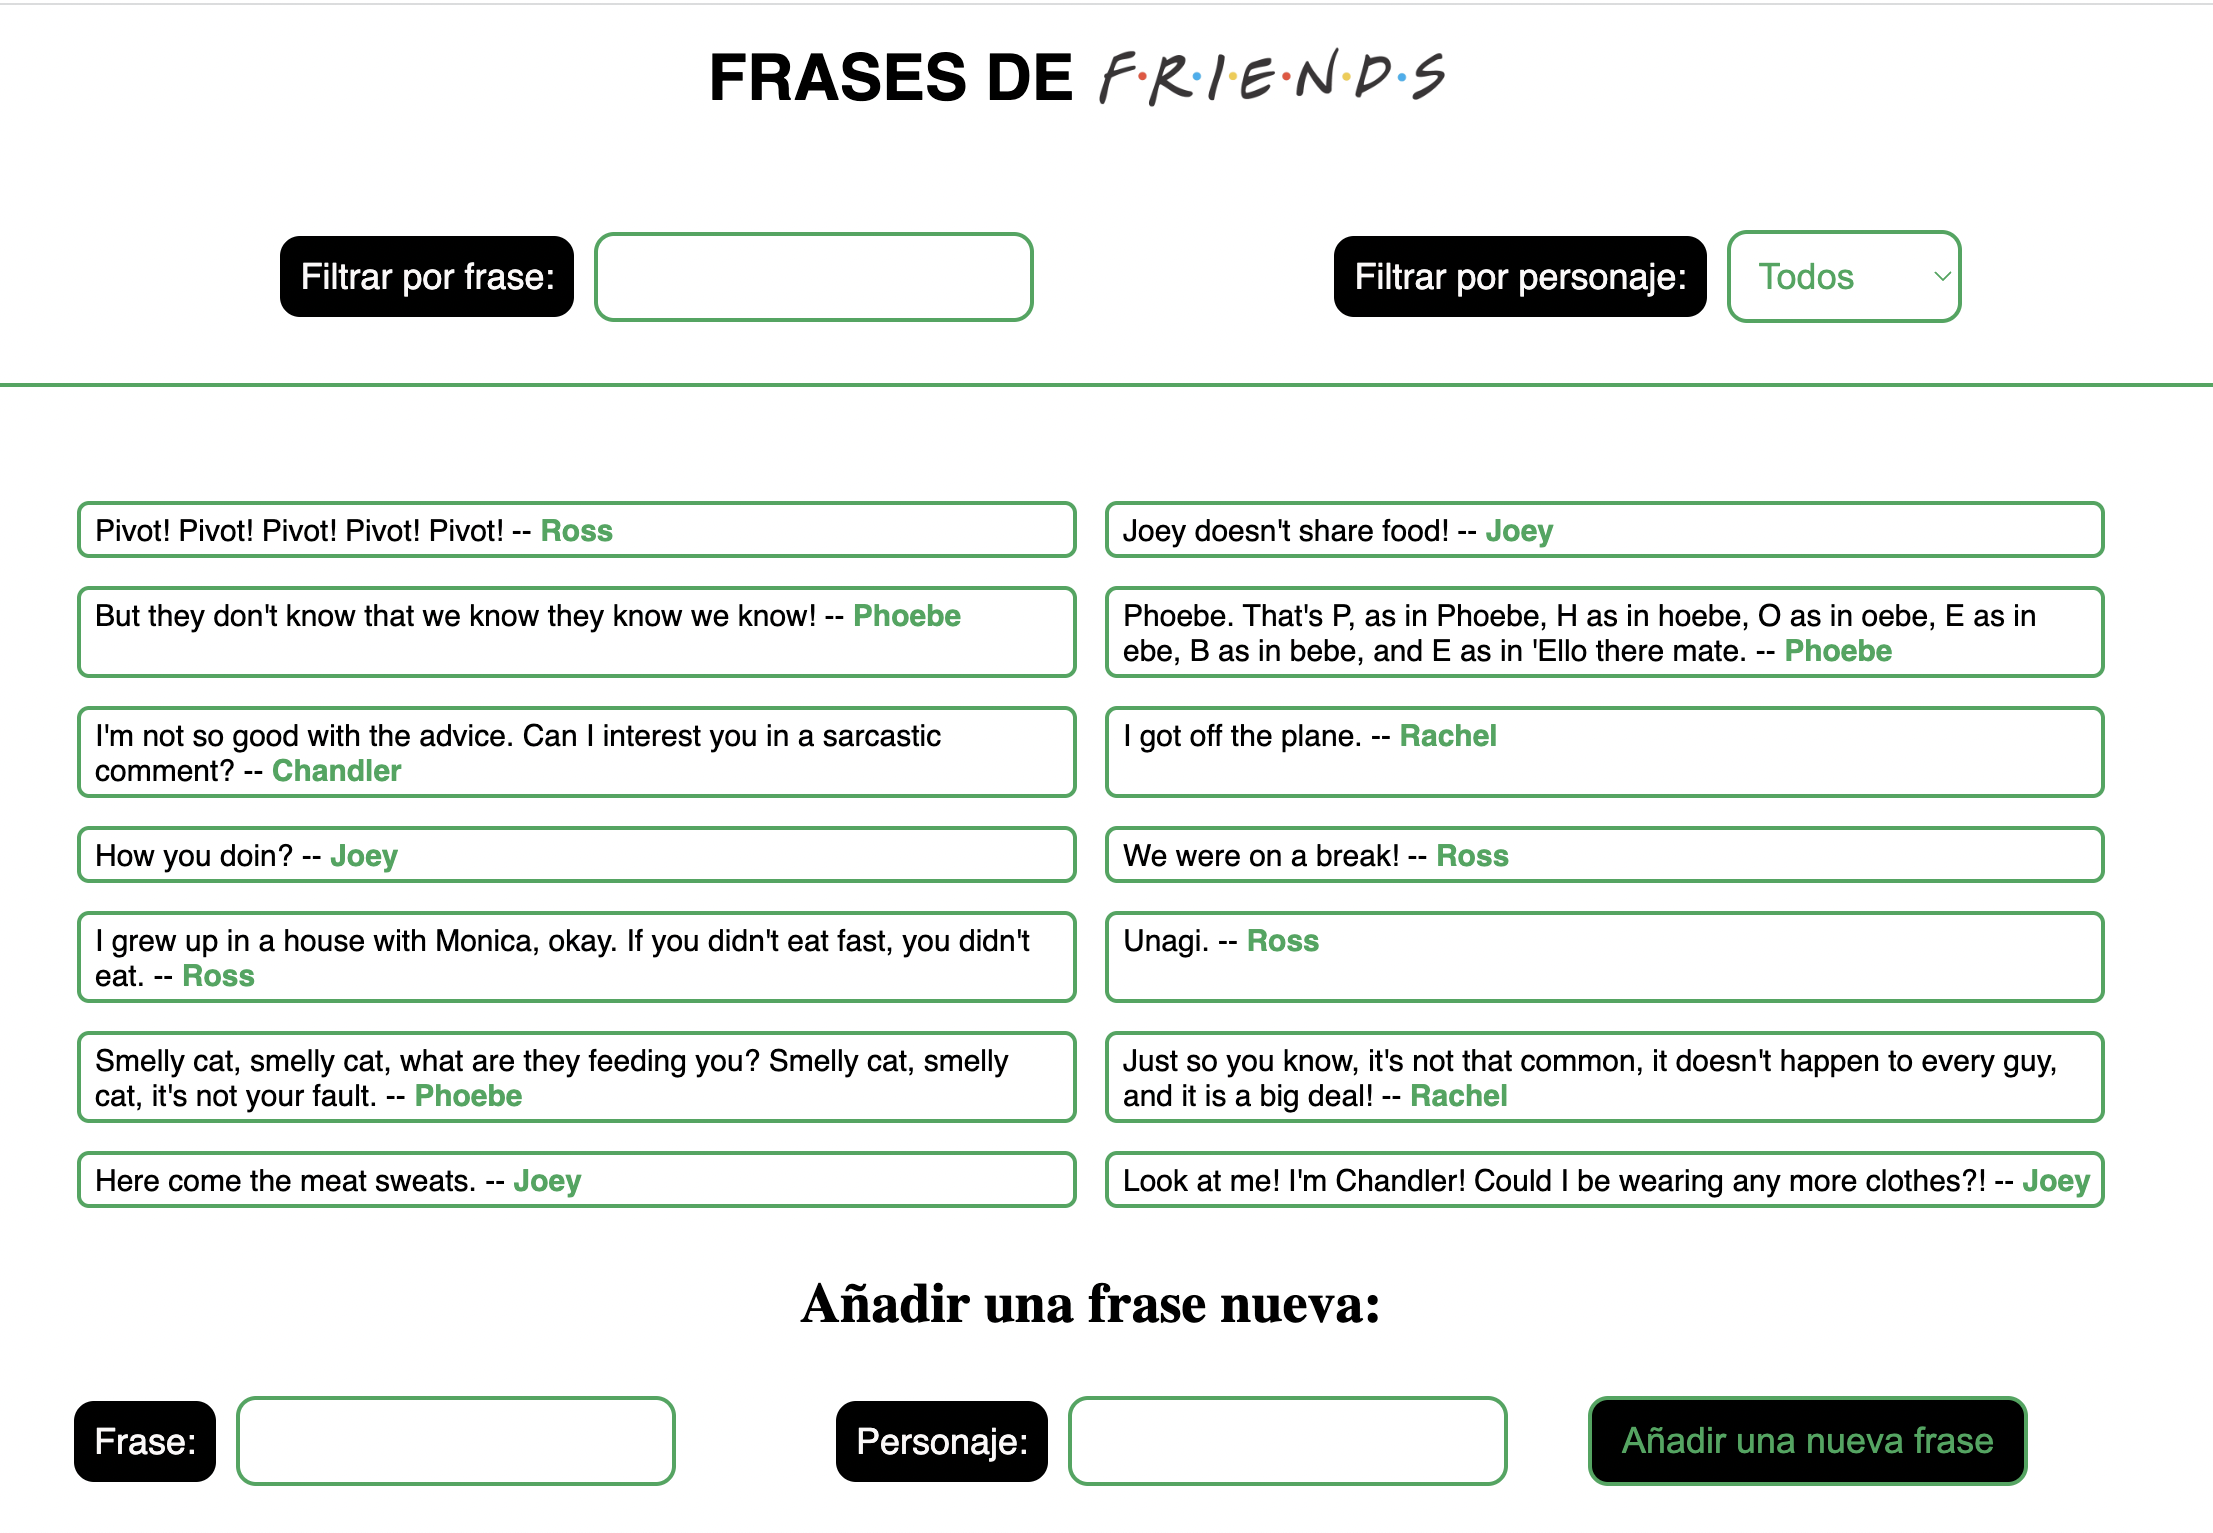 FRASES DE F·R·I·E·N·D·S
Filtrar por frase:
Filtrar por personaje: Todos
Pivot! Pivot! Pivot! Pivot! Pivot! -- Ross
Joey doesn't share food! -- Joey
But they don't know that we know they know we know! -- Phoebe
Phoebe. That's P, as in Phoebe, H as in hoebe, O as in oebe, E as in
ebe, B as in bebe, and E as in 'Ello there mate. -- Phoebe
I'm not so good with the advice. Can I interest you in a sarcastic
comment? -- Chandler
I got off the plane. -- Rachel
How you doin? -- Joey
We were on a break! -- Ross
I grew up in a house with Monica, okay. If you didn't eat fast, you didn't
eat. -- Ross
Unagi. -- Ross
Smelly cat, smelly cat, what are they feeding you? Smelly cat, smelly
cat, it's not your fault. -- Phoebe
Just so you know, it's not that common, it doesn't happen to every guy,
and it is a big deal! -- Rachel
Here come the meat sweats. -- Joey
Look at me! I'm Chandler! Could I be wearing any more clothes?! -- Joey
Añadir una frase nueva:
Frase:
Personaje:
Añadir una nueva frase